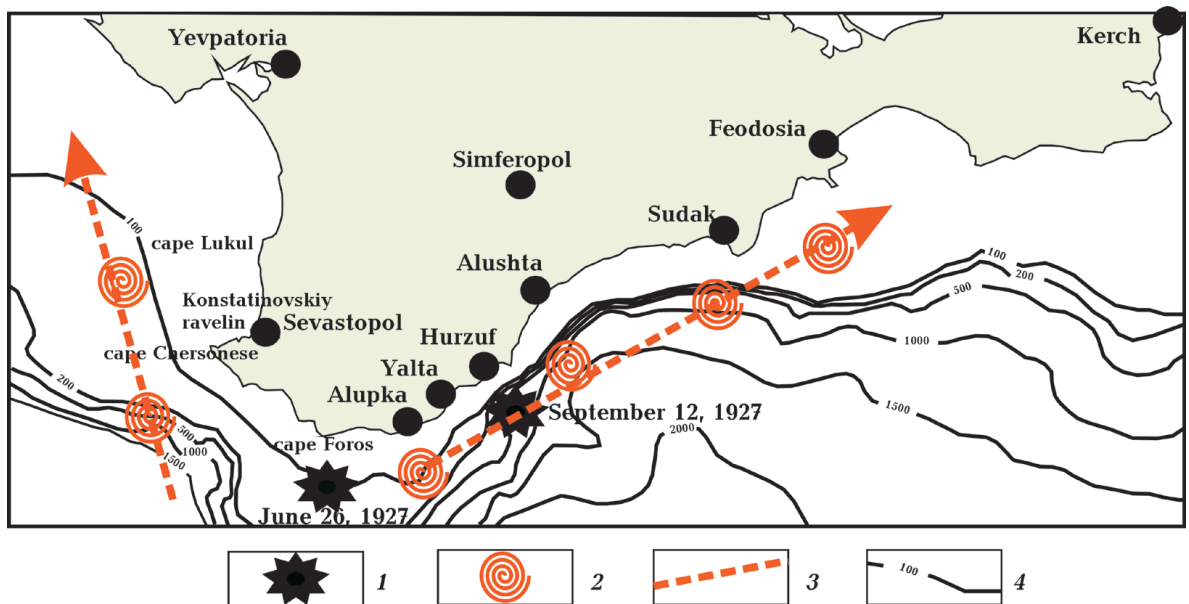 Yevpatoria
Kerch
Feodosia
Simferopol
Sudak
100
cape Lukul
Alushta
100
200
500
Konstatinovskiy
ravelin
Sevastopol
Hurzuf
1000
cape Chersonese
Yalta
200
Alupka
1500
September 12, 1927
500
cape Foros
2000
1000
1500
June 26, 1927
1
2
3
100
4